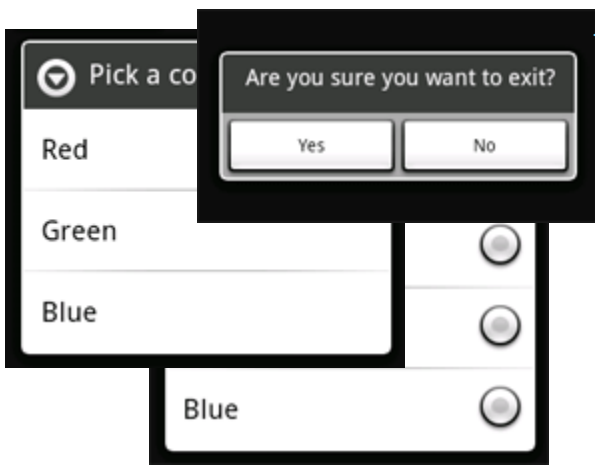 Pick a co
Are you sure you want to exit?
Yes
No
Red
Green
Blue
Blue